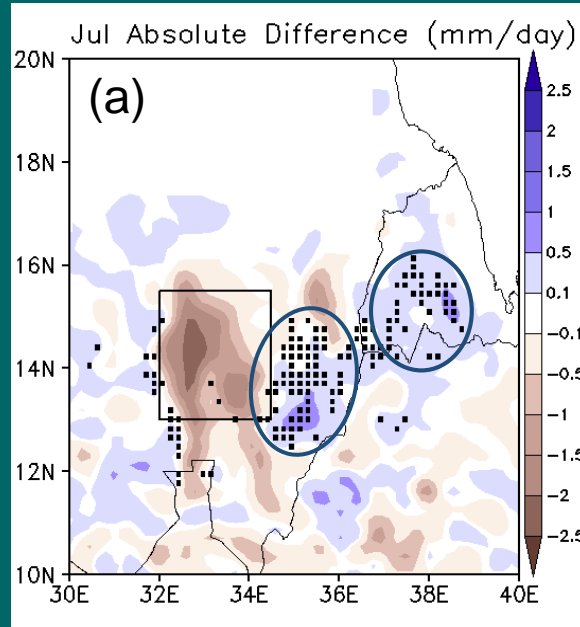 Jul Absolute Difference (mm/day)
(a)
20N
18N
16N
14N
12N
10N
30E 32E 34E 36E 38E 40E
2.5
2
1.5
1
0.5
0.1
-0.1
-0.5
-1
-1.5
-2
-2.5